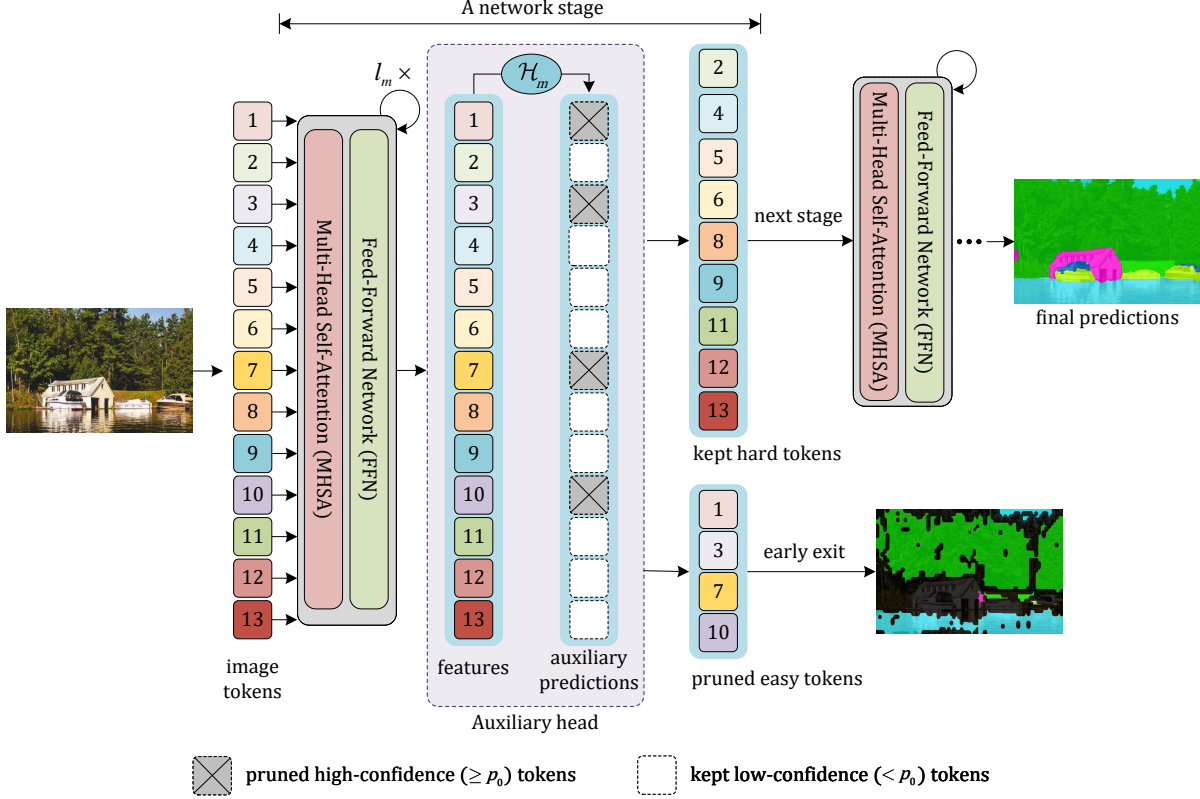 A network stage
l_m ×
H_m
1
2
3
4
5
6
7
8
9
10
11
12
13
image
tokens
Multi-Head Self-Attention (MHSA)
Feed-Forward Network (FFN)
1
2
3
4
5
6
7
8
9
10
11
12
13
features
auxiliary
predictions
Auxiliary head
2
4
5
6
8
9
11
12
13
kept hard tokens
1
3
7
10
pruned easy tokens
next stage
early exit
Multi-Head Self-Attention (MHSA)
Feed-Forward Network (FFN)
final predictions
pruned high-confidence (≥ p₀) tokens
kept low-confidence (< p₀) tokens